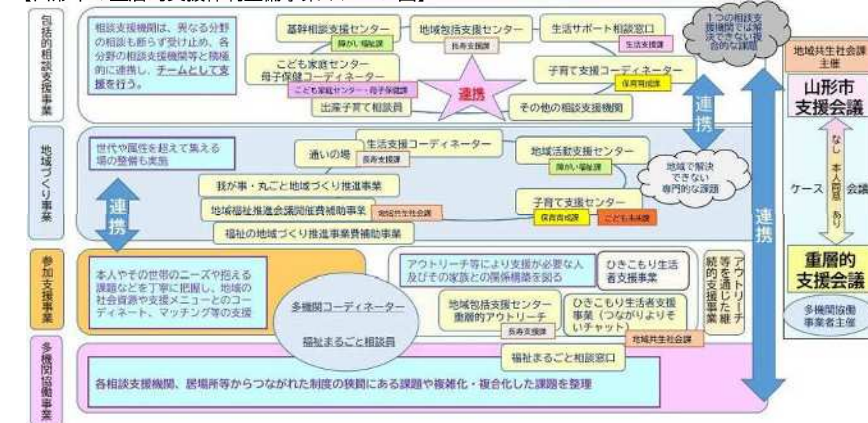 包括的相談支援事業
相談支援機関は、異なる分野
の相談も断らず受け止め、各
分野の相談支援機関等と積極
的に連携し、チームとして支
援を行う。
基幹相談支援センター
障がい福祉課
地域包括支援センター
長寿支援課
生活サポート相談窓口
生活支援課
こども家庭センター
母子保健コーディネーター
こども家庭センター・母子保健課
出産子育て相談員
連携
子育て支援コーディネーター
保育育成課
その他の相談支援機関
1つの相談支
援機関では解
決できない複
合的な課題
連携
地域づくり事業
世代や属性を超えて集える
場の整備も実施
連携
生活支援コーディネーター
通いの場
長寿支援課
我が事・丸ごと地域づくり推進事業
地域福祉推進会議開催費補助事業
地域共生社会課
福祉の地域づくり推進事業費補助事業
地域活動支援センター
障がい福祉課
子育て支援センター
保育育成課
こども未来課
地域で解決
できない
専門的な課題
連携
参加支援事業
本人やその世帯のニーズや抱える
課題などを丁寧に把握し、地域の
社会資源や支援メニューとのコー
ディネート、マッチング等の支援
多機関コーディネーター
福祉まるごと相談員
アウトリーチ等により支援が必要な人
及びその家族との関係構築を図る
ひきこもり生活
者支援事業
地域包括支援センター
重層的アウトリーチ
長寿支援課
ひきこもり生活者支援
事業（つながりよりそ
いチャット）
地域共生社会課
アウトリーチ
等を通じた継
続的支援事業
多機関協働事業
福祉まるごと相談窓口
各相談支援機関、居場所等からつながれた制度の狭間にある課題や複雑化・複合化した課題を整理
地域共生社会課
主催
山形市
支援会議
なし 本人同意 あり
ケース 会議
重層的
支援会議
多機関協働
事業者主催